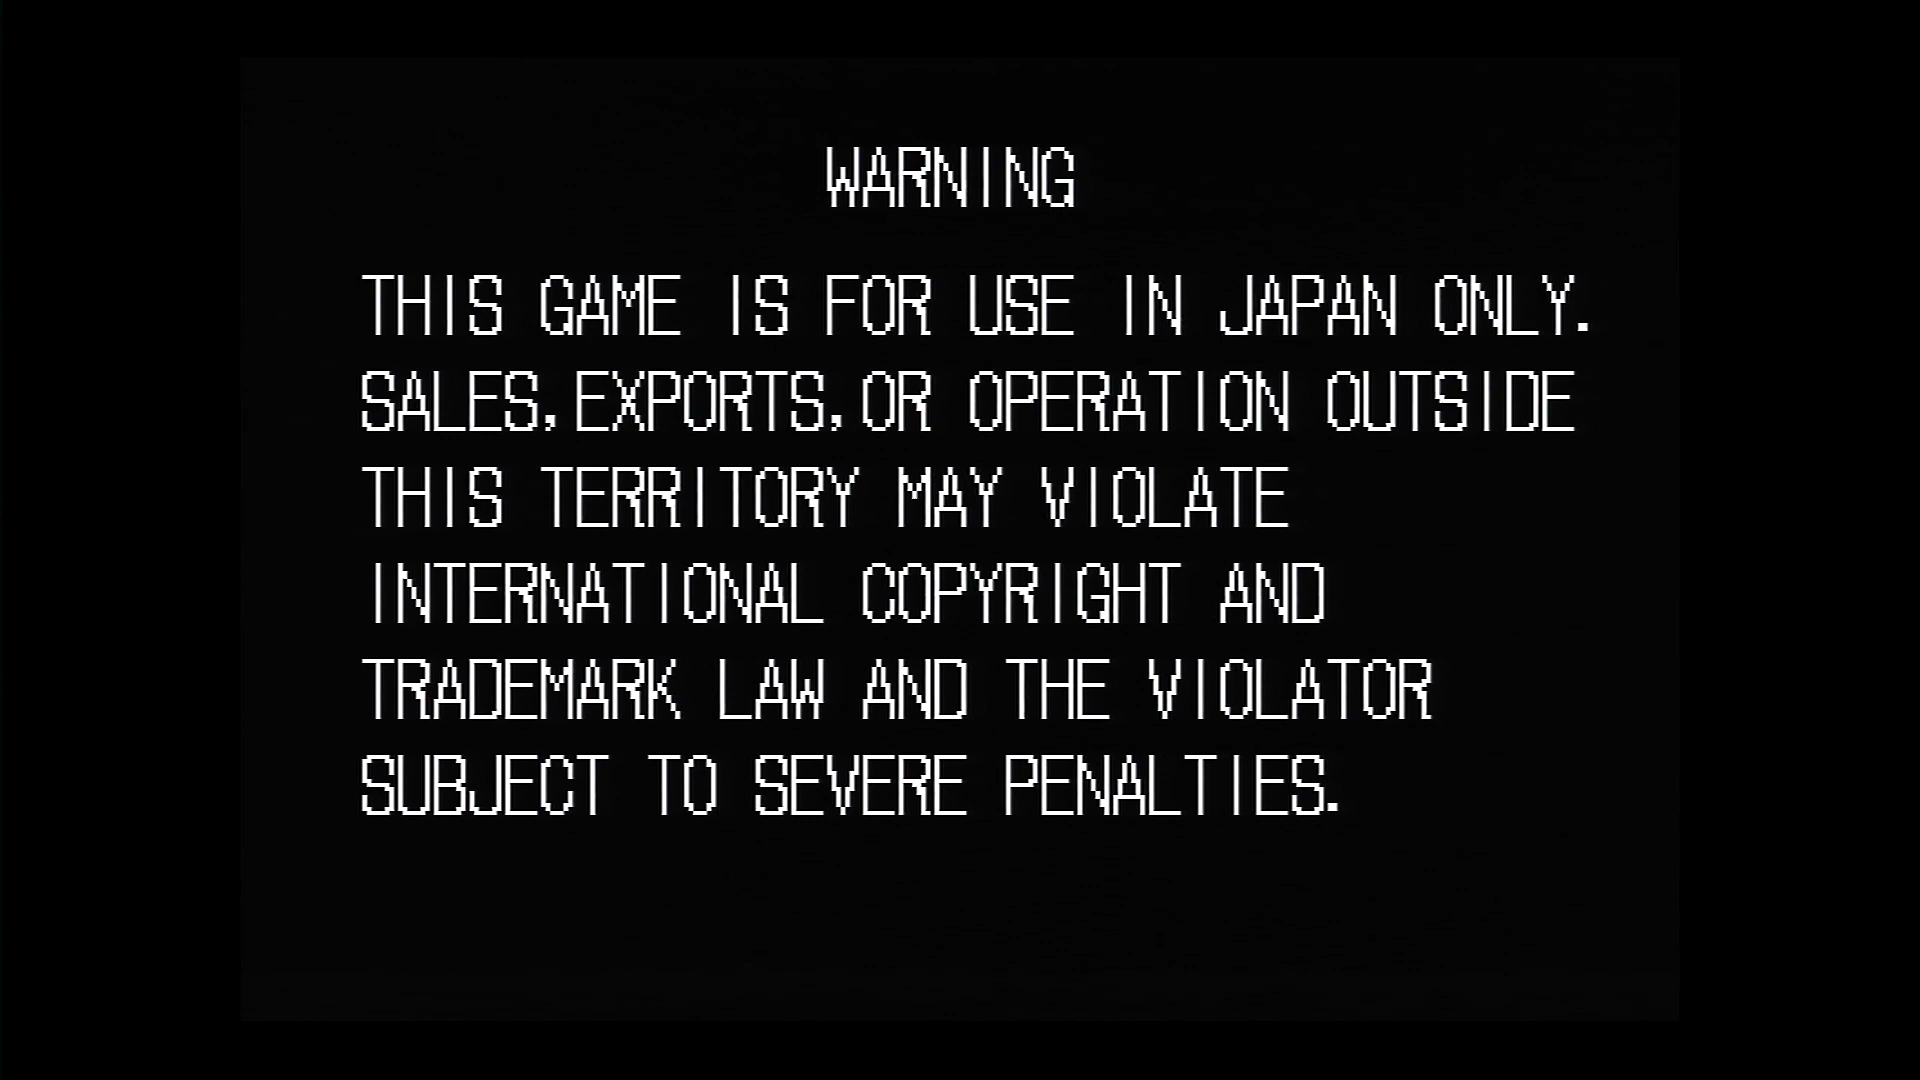 WARNING
THIS GAME IS FOR USE IN JAPAN ONLY.
SALES,EXPORTS,OR OPERATION OUTSIDE
THIS TERRITORY MAY VIOLATE
INTERNATIONAL COPYRIGHT AND
TRADEMARK LAW AND THE VIOLATOR
SUBJECT TO SEVERE PENALTIES.